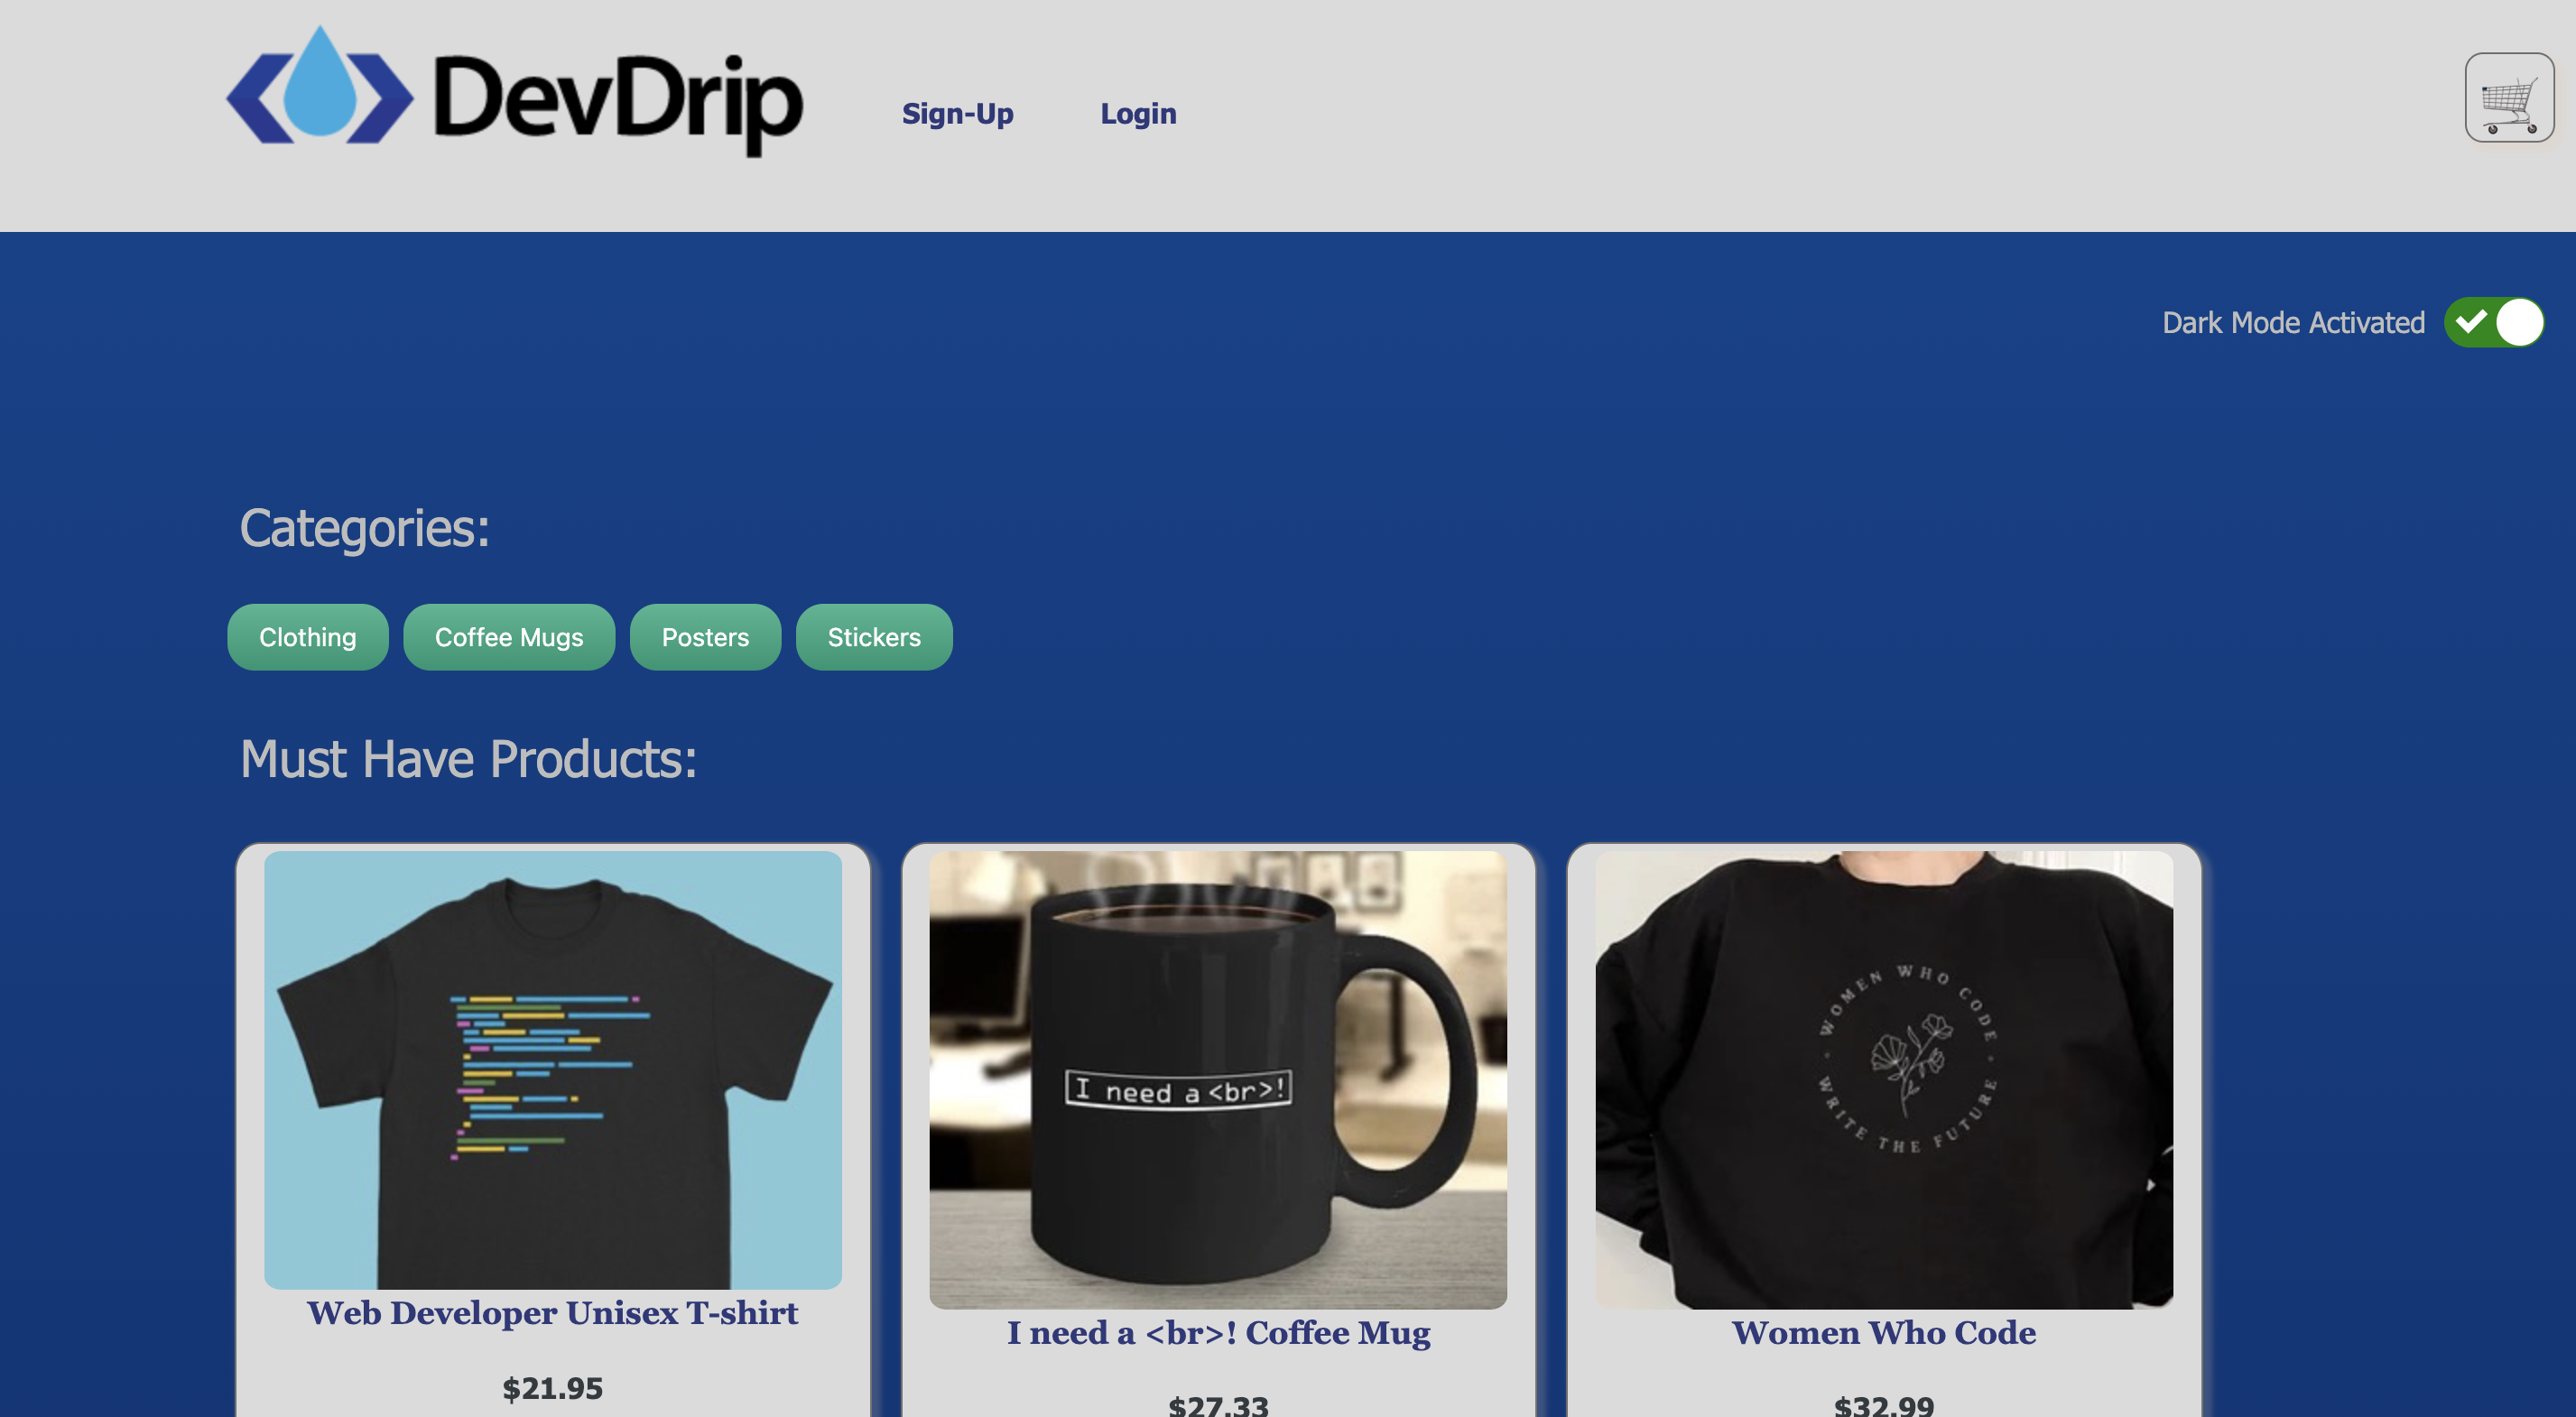 DevDrip
Sign-Up
Login
Dark Mode Activated
Categories:
Clothing
Coffee Mugs
Posters
Stickers
Must Have Products:
I need a <br>!
WOMEN WHO CODE
WRITE THE FUTURE
Web Developer Unisex T-shirt
I need a <br>! Coffee Mug
Women Who Code
$21.95
$27.33
$32.99